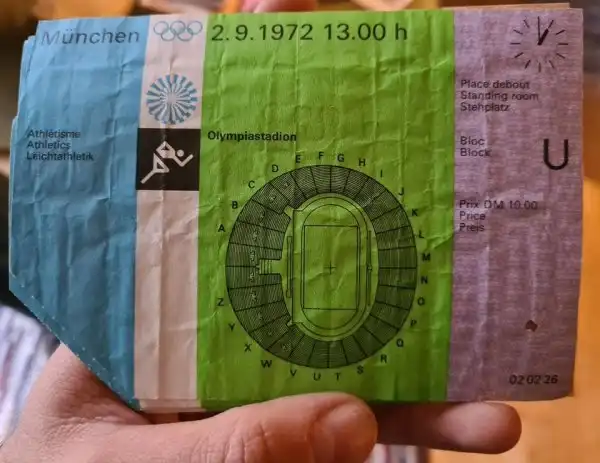 München 2.9.1972 13.00 h
Athlétisme
Athletics
Leichtathletik
Olympiastadion
A
B
C
D
E
F
G
H
I
J
K
L
M
N
O
P
Q
R
S
T
U
V
W
X
Y
Z
Place debout
Standing room
Stehplatz
Bloc
Block
U
Prix DM 10.00
Price
Preis
02 02 26